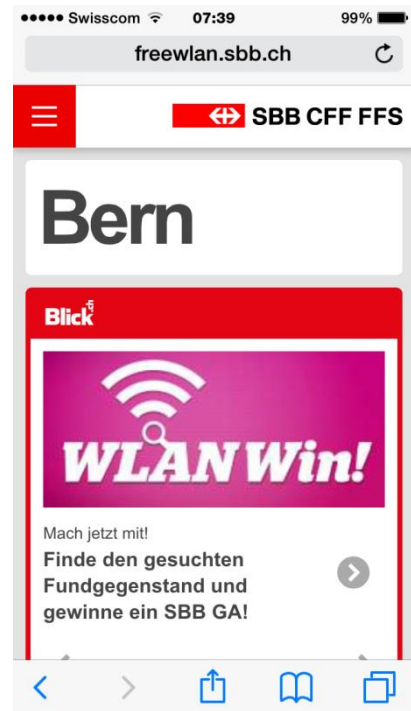 Swisscom 07:39 99%
freewlan.sbb.ch
SBB CFF FFS
Bern
Blick.ch
WLAN Win!
Mach jetzt mit!
Finde den gesuchten
Fundgegenstand und
gewinne ein SBB GA!